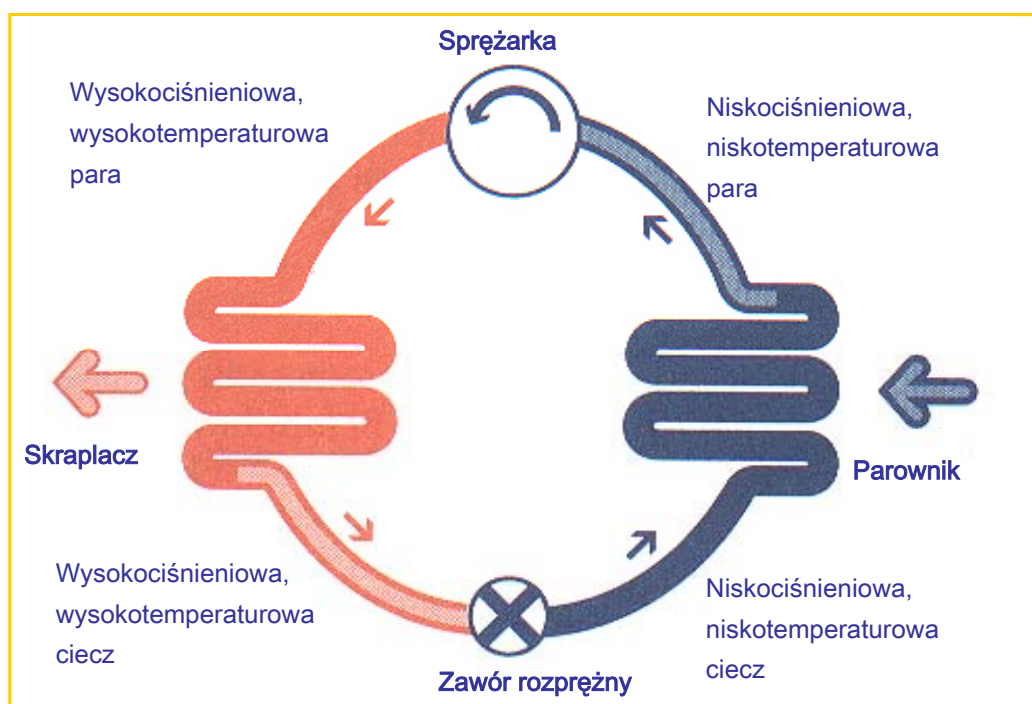 Sprężarka
Wysokociśnieniowa,
wysokotemperaturowa
para
Niskociśnieniowa,
niskotemperaturowa
para
Skraplacz
Parownik
Wysokociśnieniowa,
wysokotemperaturowa
ciecz
Niskociśnieniowa,
niskotemperaturowa
ciecz
Zawór rozprężny